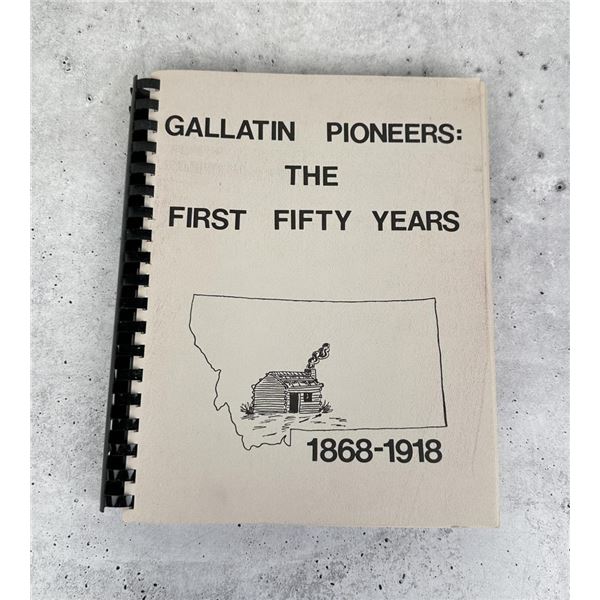 GALLATIN PIONEERS:
THE
FIRST FIFTY YEARS
1868-1918